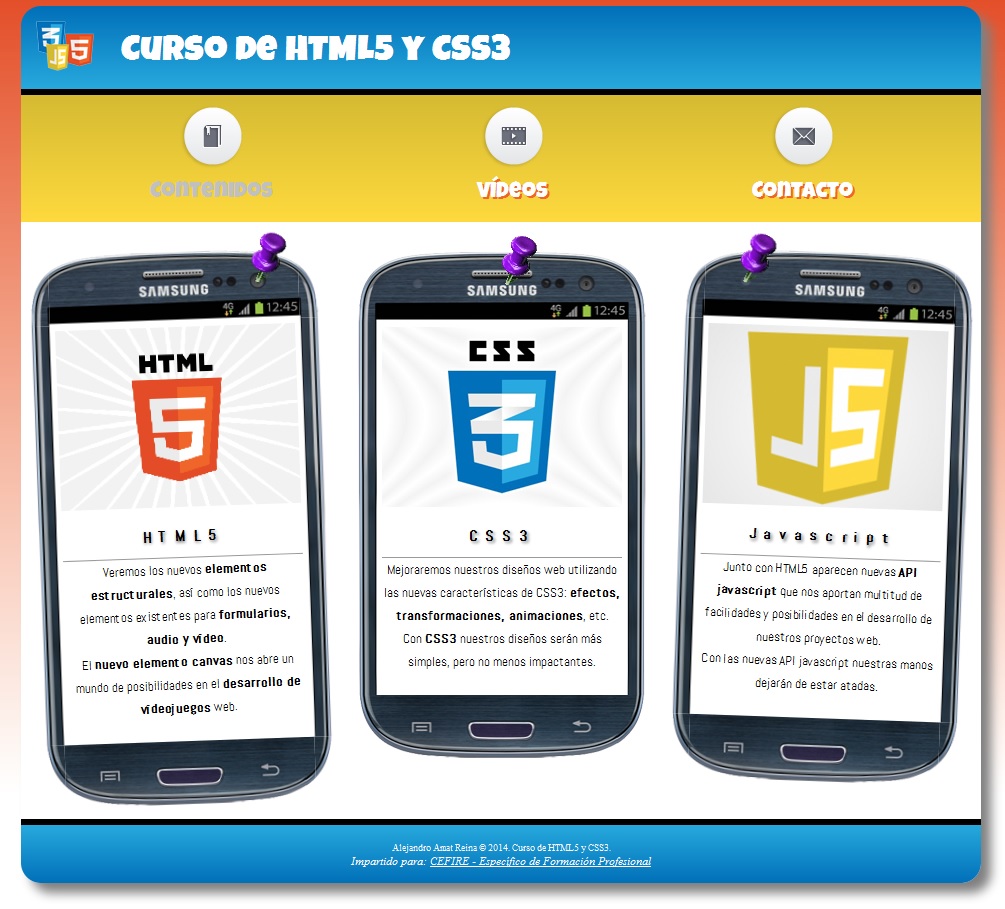 Curso de HTML5 y CSS3
Contenidos
Vídeos
Contacto
SAMSUNG
4G 12:45
HTML
5
HTML5
Veremos los nuevos elementos
estructurales, así como los nuevos
elementos existentes para formularios,
audio y vídeo.
El nuevo elemento canvas nos abre un
mundo de posibilidades en el desarrollo de
videojuegos web.
SAMSUNG
4G 12:45
CSS
3
CSS3
Mejoraremos nuestros diseños web utilizando
las nuevas características de CSS3: efectos,
transformaciones, animaciones, etc.
Con CSS3 nuestros diseños serán más
simples, pero no menos impactantes.
SAMSUNG
4G 12:45
JS
Javascript
Junto con HTML5 aparecen nuevas API
javascript que nos aportan multitud de
facilidades y posibilidades en el desarrollo de
nuestros proyectos web.
Con las nuevas API javascript nuestras manos
dejarán de estar atadas.
Alejandro Amat Reina © 2014. Curso de HTML5 y CSS3.
Impartido para: CEFIRE - Específico de Formación Profesional